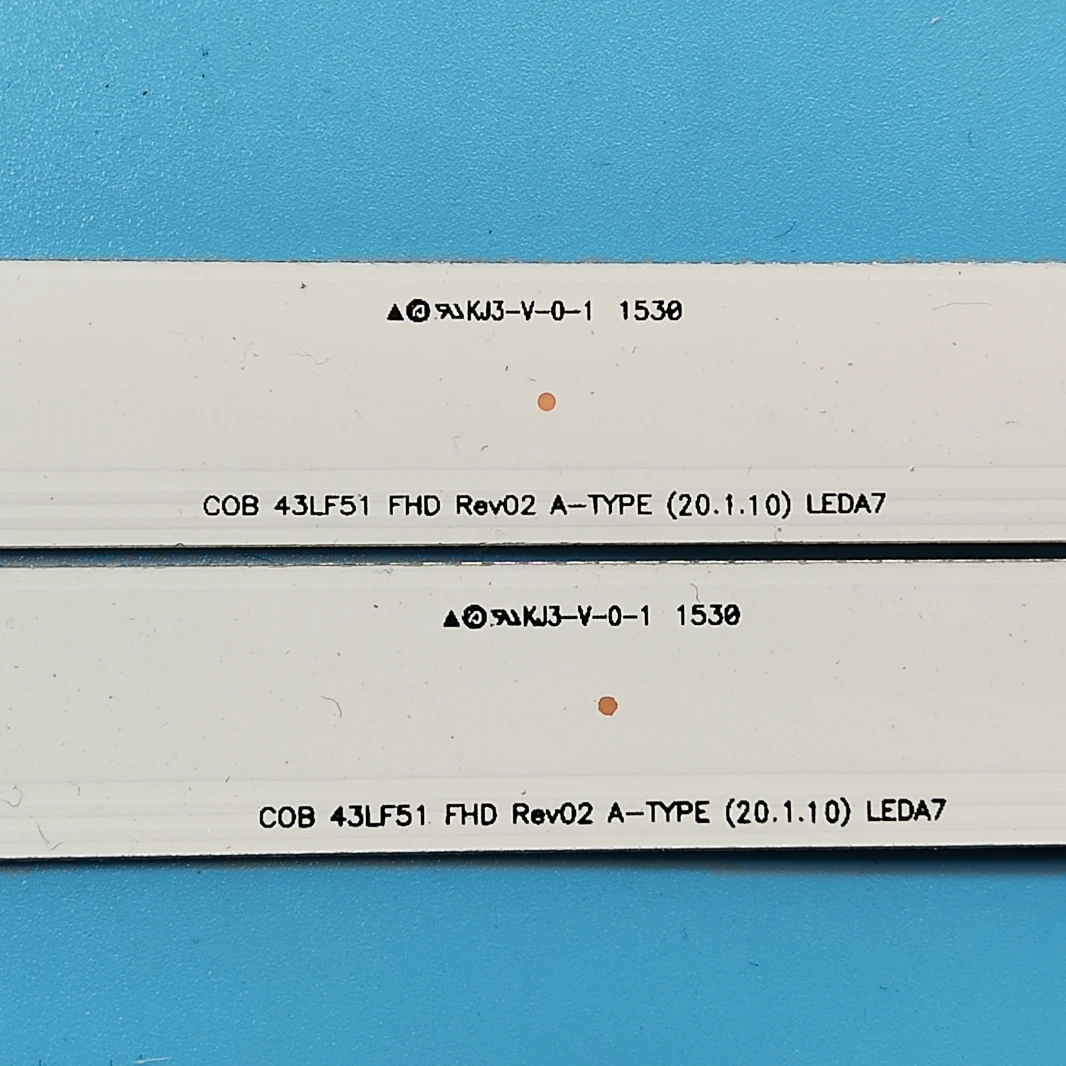 KJ3-V-0-1 1530
COB 43LF51 FHD Rev02 A-TYPE (20.1.10) LEDA7
KJ3-V-0-1 1530
COB 43LF51 FHD Rev02 A-TYPE (20.1.10) LEDA7